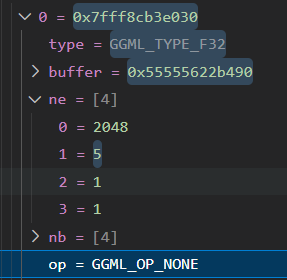 0 = 0x7fff8cb3e030
type = GGML_TYPE_F32
buffer = 0x55555622b490
ne = [4]
0 = 2048
1 = 5
2 = 1
3 = 1
nb = [4]
op = GGML_OP_NONE